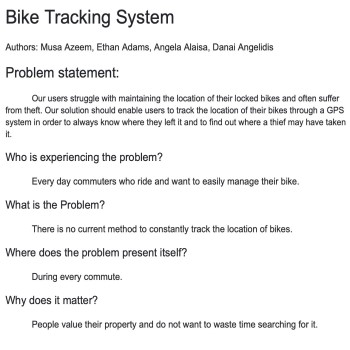 Bike Tracking System
Authors: Musa Azeem, Ethan Adams, Angela Alaisa, Danai Angelidis
Problem statement:
Our users struggle with maintaining the location of their locked bikes and often suffer
from theft. Our solution should enable users to track the location of their bikes through a GPS
system in order to always know where they left it and to find out where a thief may have taken
it.
Who is experiencing the problem?
Every day commuters who ride and want to easily manage their bike.
What is the Problem?
There is no current method to constantly track the location of bikes.
Where does the problem present itself?
During every commute.
Why does it matter?
People value their property and do not want to waste time searching for it.